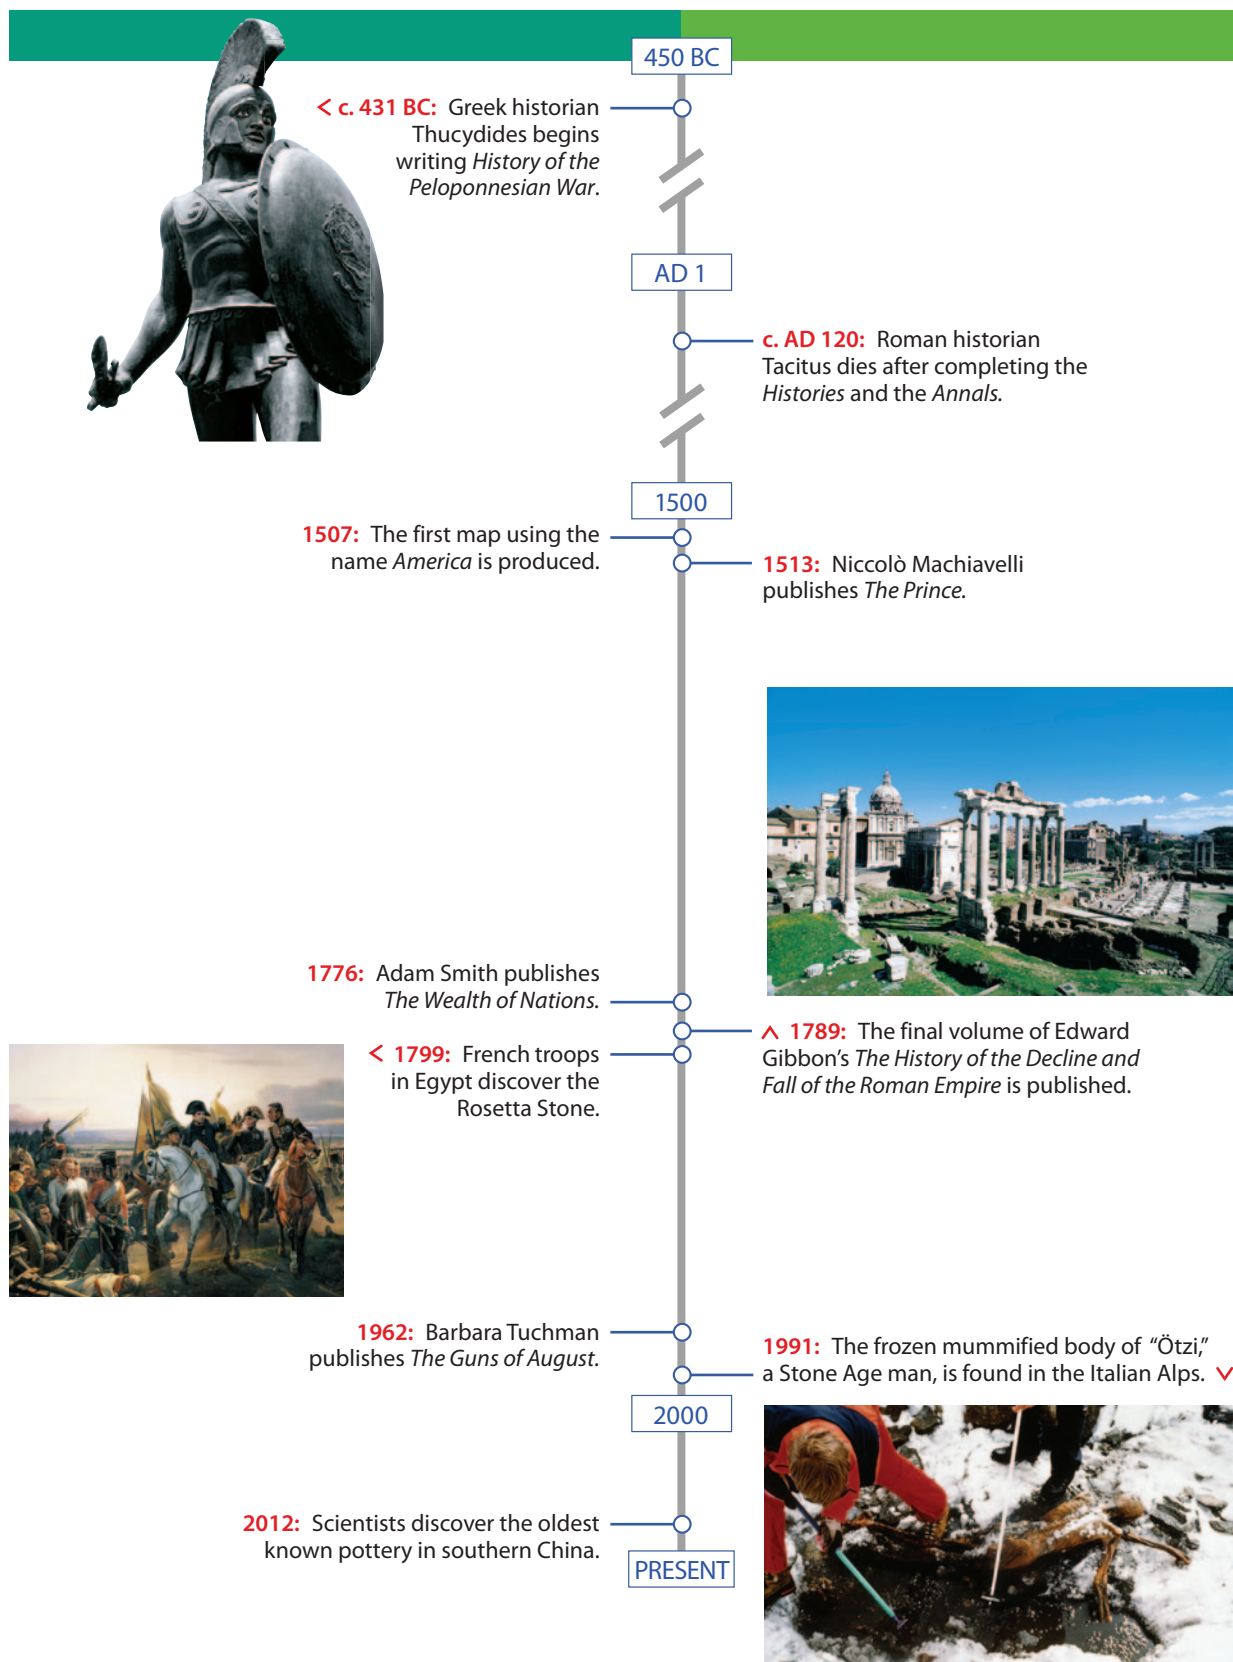 450 BC
< c. 431 BC: Greek historian
Thucydides begins
writing History of the
Peloponnesian War.
AD 1
c. AD 120: Roman historian
Tacitus dies after completing the
Histories and the Annals.
1500
1507: The first map using the
name America is produced.
1513: Niccolò Machiavelli
publishes The Prince.
1776: Adam Smith publishes
The Wealth of Nations.
1789: The final volume of Edward
Gibbon’s The History of the Decline and
Fall of the Roman Empire is published.
< 1799: French troops
in Egypt discover the
Rosetta Stone.
1962: Barbara Tuchman
publishes The Guns of August.
1991: The frozen mummified body of “Ötzi,”
a Stone Age man, is found in the Italian Alps.
2000
2012: Scientists discover the oldest
known pottery in southern China.
PRESENT